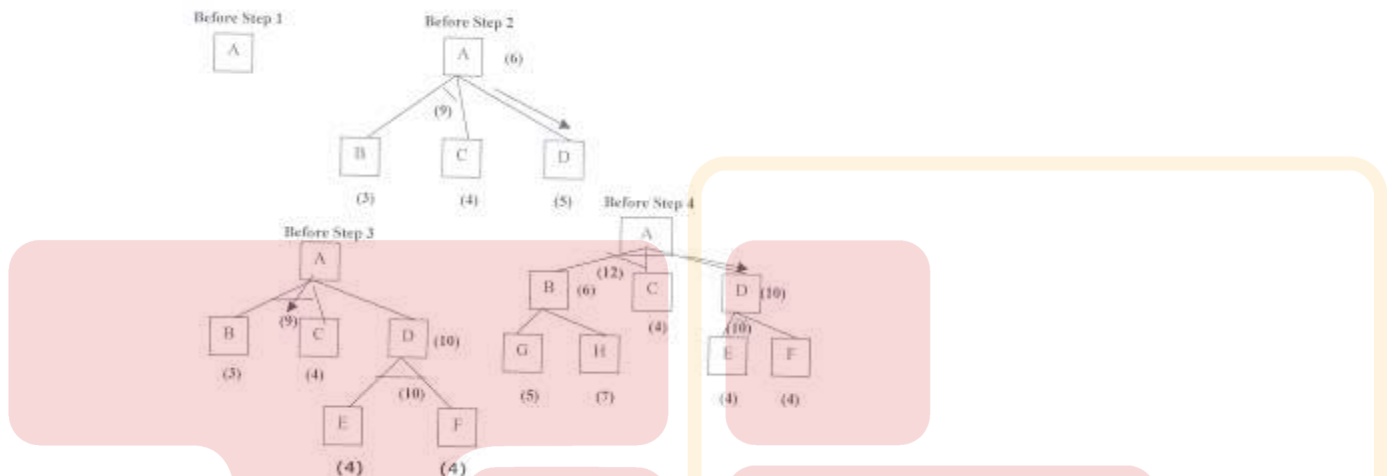 Before Step 1
A
Before Step 2
A (6)
(9)
B C D
(3) (4) (5)
Before Step 3
A
(9)
B C D (10)
(3) (4)
(10)
E F
(4) (4)
Before Step 4
A
(12)
B (6) C D (10)
(4) (10)
G H E F
(5) (7) (4) (4)